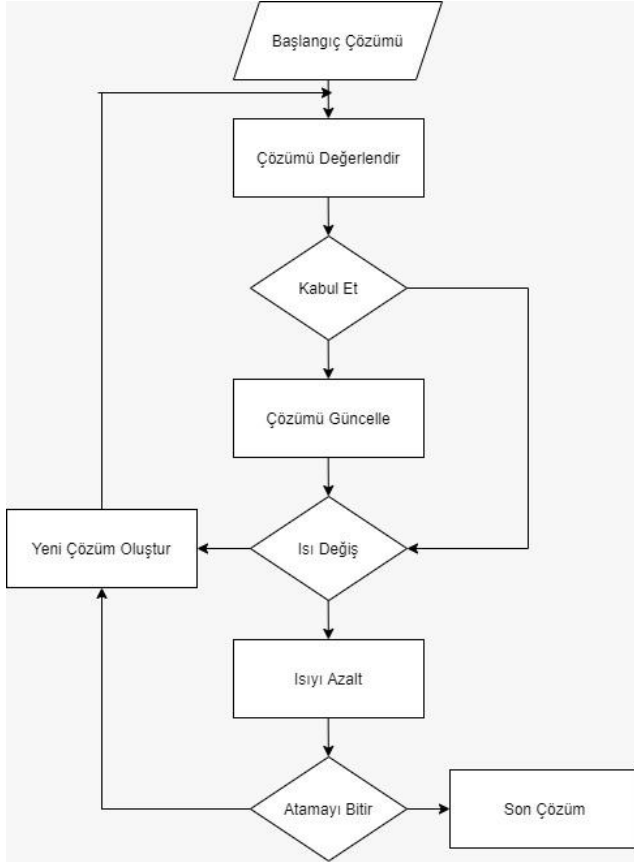 Başlangıç Çözümü
Çözümü Değerlendir
Kabul Et
Çözümü Güncelle
Yeni Çözüm Oluştur
Isı Değiş
Isıyı Azalt
Atamayı Bitir
Son Çözüm